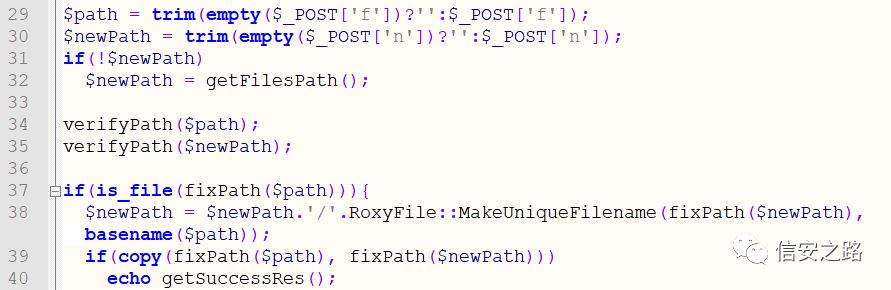 29 $path = trim(empty($_POST['f'])?'':$_POST['f']);
30 $newPath = trim(empty($_POST['n'])?'':$_POST['n']);
31 if(!$newPath)
32   $newPath = getFilesPath();
33
34 verifyPath($path);
35 verifyPath($newPath);
36
37 if(is_file(fixPath($path))){
38   $newPath = $newPath.'/'.RoxyFile::MakeUniqueFilename(fixPath($newPath),
basename($path));
39   if(copy(fixPath($path), fixPath($newPath)))
40     echo getSuccessRes();
信安之路